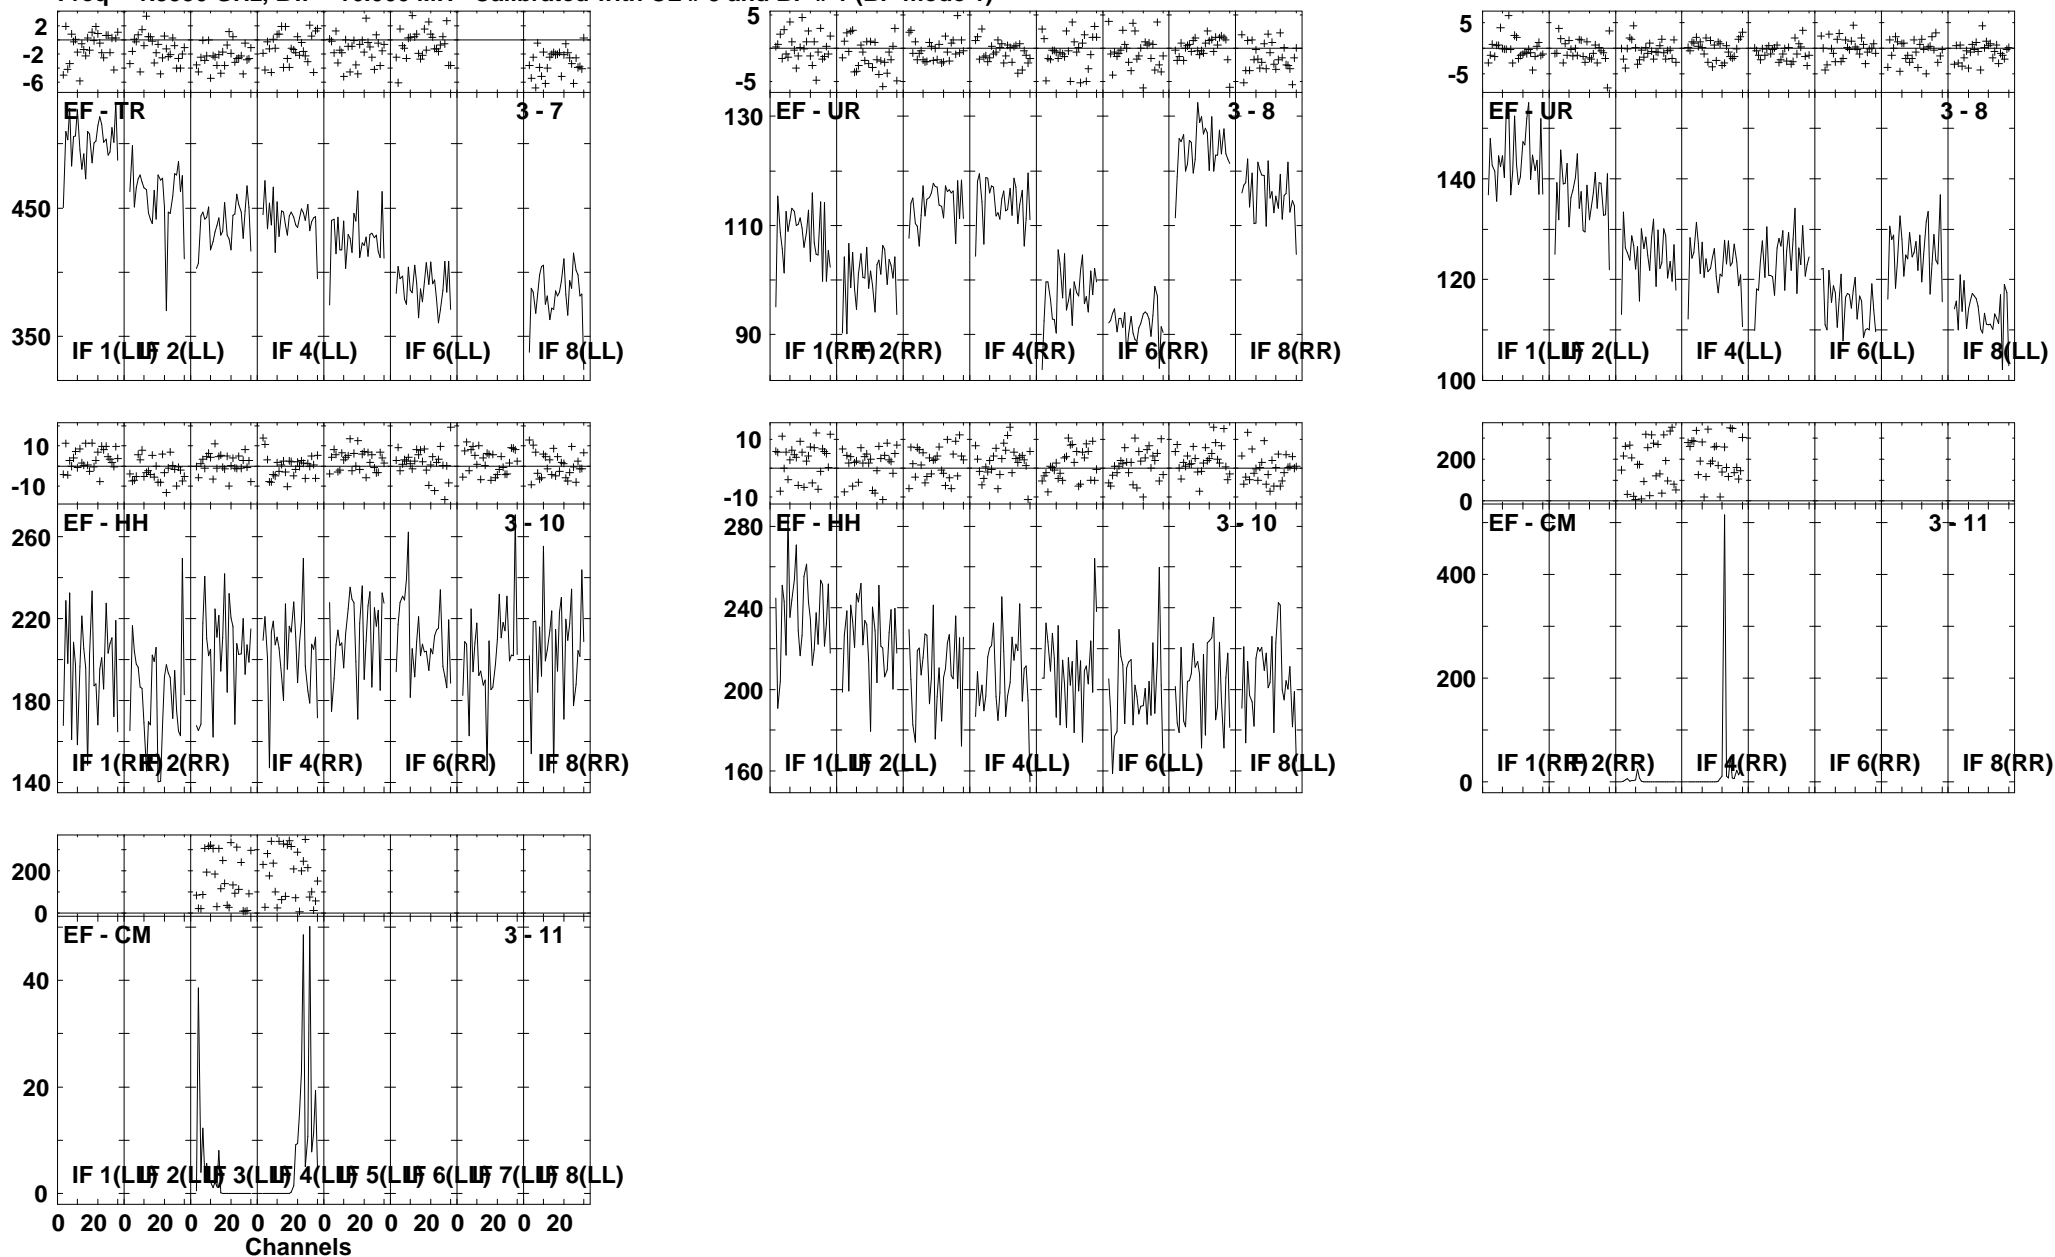 2
-2
-6
EF - TR
3 - 7
450
350
IF 1(LL) IF 2(LL) IF 4(LL) IF 6(LL) IF 8(LL)
5
-5
EF - UR
3 - 8
130
110
90
IF 1(RR) IF 2(RR) IF 4(RR) IF 6(RR) IF 8(RR)
5
-5
EF - UR
3 - 8
140
120
100
IF 1(LL) IF 2(LL) IF 4(LL) IF 6(LL) IF 8(LL)
10
-10
EF - HH
3 - 10
260
220
180
140
IF 1(RR) IF 2(RR) IF 4(RR) IF 6(RR) IF 8(RR)
10
-10
EF - HH
3 - 10
280
240
200
160
IF 1(LL) IF 2(LL) IF 4(LL) IF 6(LL) IF 8(LL)
200
0
EF - CM
3 - 11
400
200
0
IF 1(RR) IF 2(RR) IF 4(RR) IF 6(RR) IF 8(RR)
200
0
EF - CM
3 - 11
40
20
0
IF 1(LL) IF 2(LL) IF 3(LL) IF 4(LL) IF 5(LL) IF 6(LL) IF 7(LL) IF 8(LL)
0 20 0 20 0 20 0 20 0 20 0 20 0 20 0 20
Channels